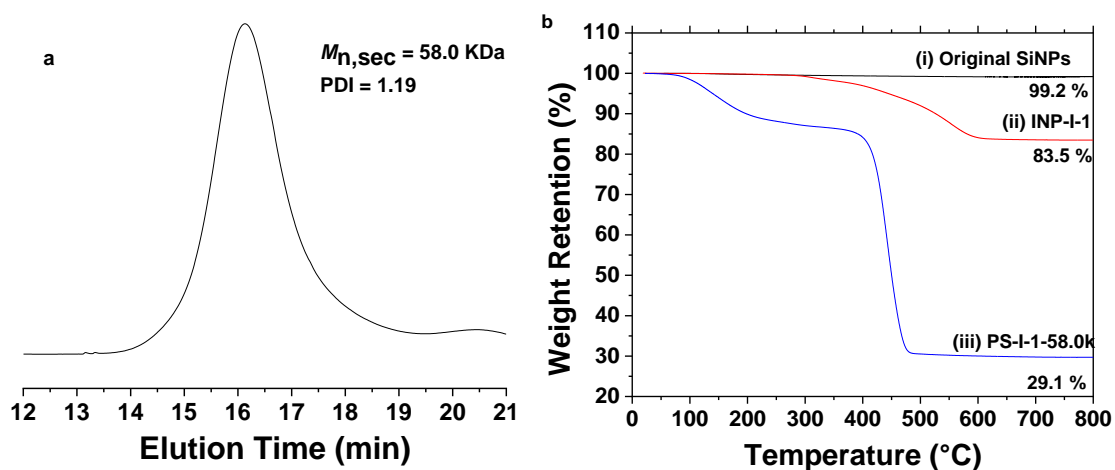 a
Mn,sec = 58.0 KDa
PDI = 1.19
12 13 14 15 16 17 18 19 20 21
Elution Time (min)
b
110
100
90
80
70
60
50
40
30
20
Weight Retention (%)
(i) Original SiNPs
99.2 %
(ii) INP-I-1
83.5 %
(iii) PS-I-1-58.0k
29.1 %
0 100 200 300 400 500 600 700 800
Temperature (°C)